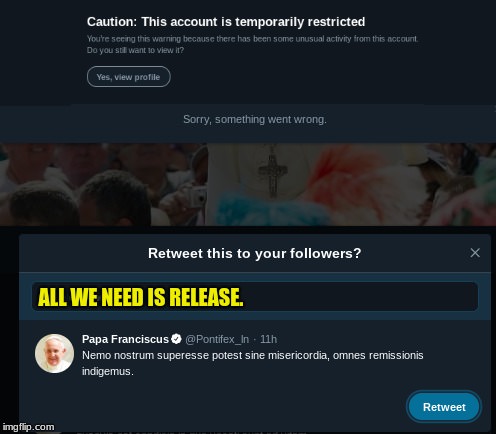 Caution: This account is temporarily restricted
You're seeing this warning because there has been some unusual activity from this account.
Do you still want to view it?
Yes, view profile
Sorry, something went wrong.
Retweet this to your followers?
ALL WE NEED IS RELEASE.
Papa Franciscus @Pontifex_ln · 11h
Nemo nostrum superesse potest sine misericordia, omnes remissionis
indigemus.
Retweet
imgflip.com